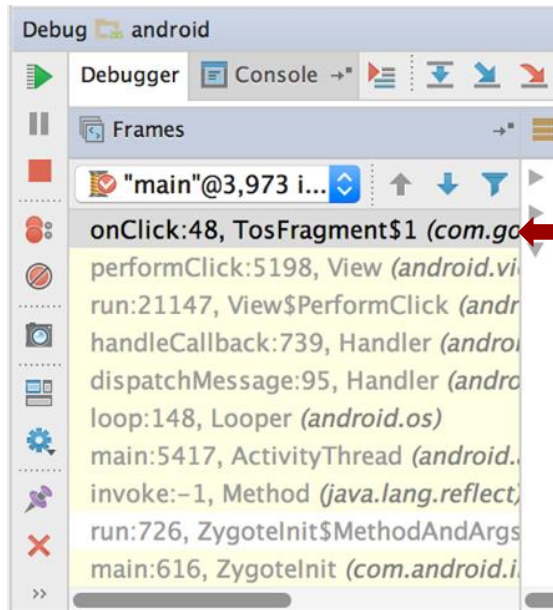 Debug android
Debugger Console
Frames
"main"@3,973 i...
onClick:48, TosFragment$1 (com.go
performClick:5198, View (android.vi
run:21147, View$PerformClick (andr
handleCallback:739, Handler (androi
dispatchMessage:95, Handler (andro
loop:148, Looper (android.os)
main:5417, ActivityThread (android.
invoke:-1, Method (java.lang.reflect)
run:726, ZygoteInit$MethodAndArgs
main:616, ZygoteInit (com.android.i